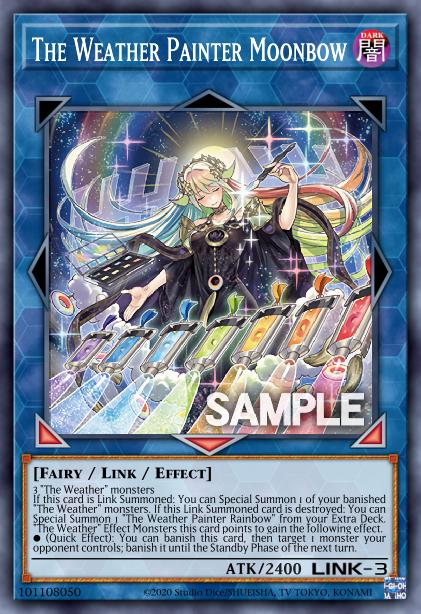 The Weather Painter Moonbow
DARK
闇
SAMPLE
[Fairy / Link / Effect]
3 "The Weather" monsters
If this card is Link Summoned: You can Special Summon 1 of your banished
"The Weather" monsters. If this Link Summoned card is destroyed: You can
Special Summon 1 "The Weather Painter Rainbow" from your Extra Deck.
"The Weather" Effect Monsters this card points to gain the following effect.
● (Quick Effect): You can banish this card, then target 1 monster your
opponent controls; banish it until the Standby Phase of the next turn.
ATK/2400 LINK-3
101108050 ©2020 Studio Dice/SHUEISHA, TV TOKYO, KONAMI